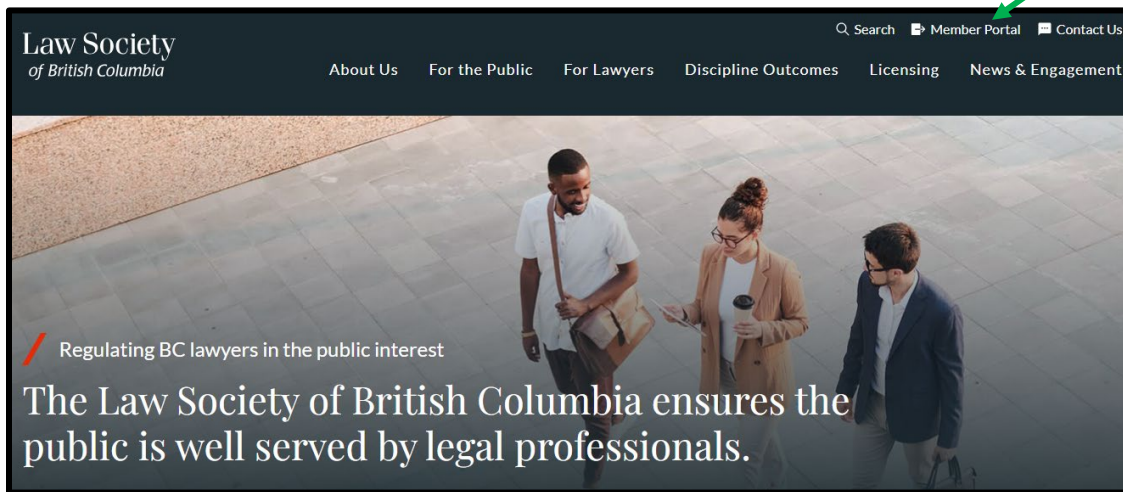 Law Society
of British Columbia
Search Member Portal Contact Us
About Us For the Public For Lawyers Discipline Outcomes Licensing News & Engagement
Regulating BC lawyers in the public interest
The Law Society of British Columbia ensures the
public is well served by legal professionals.